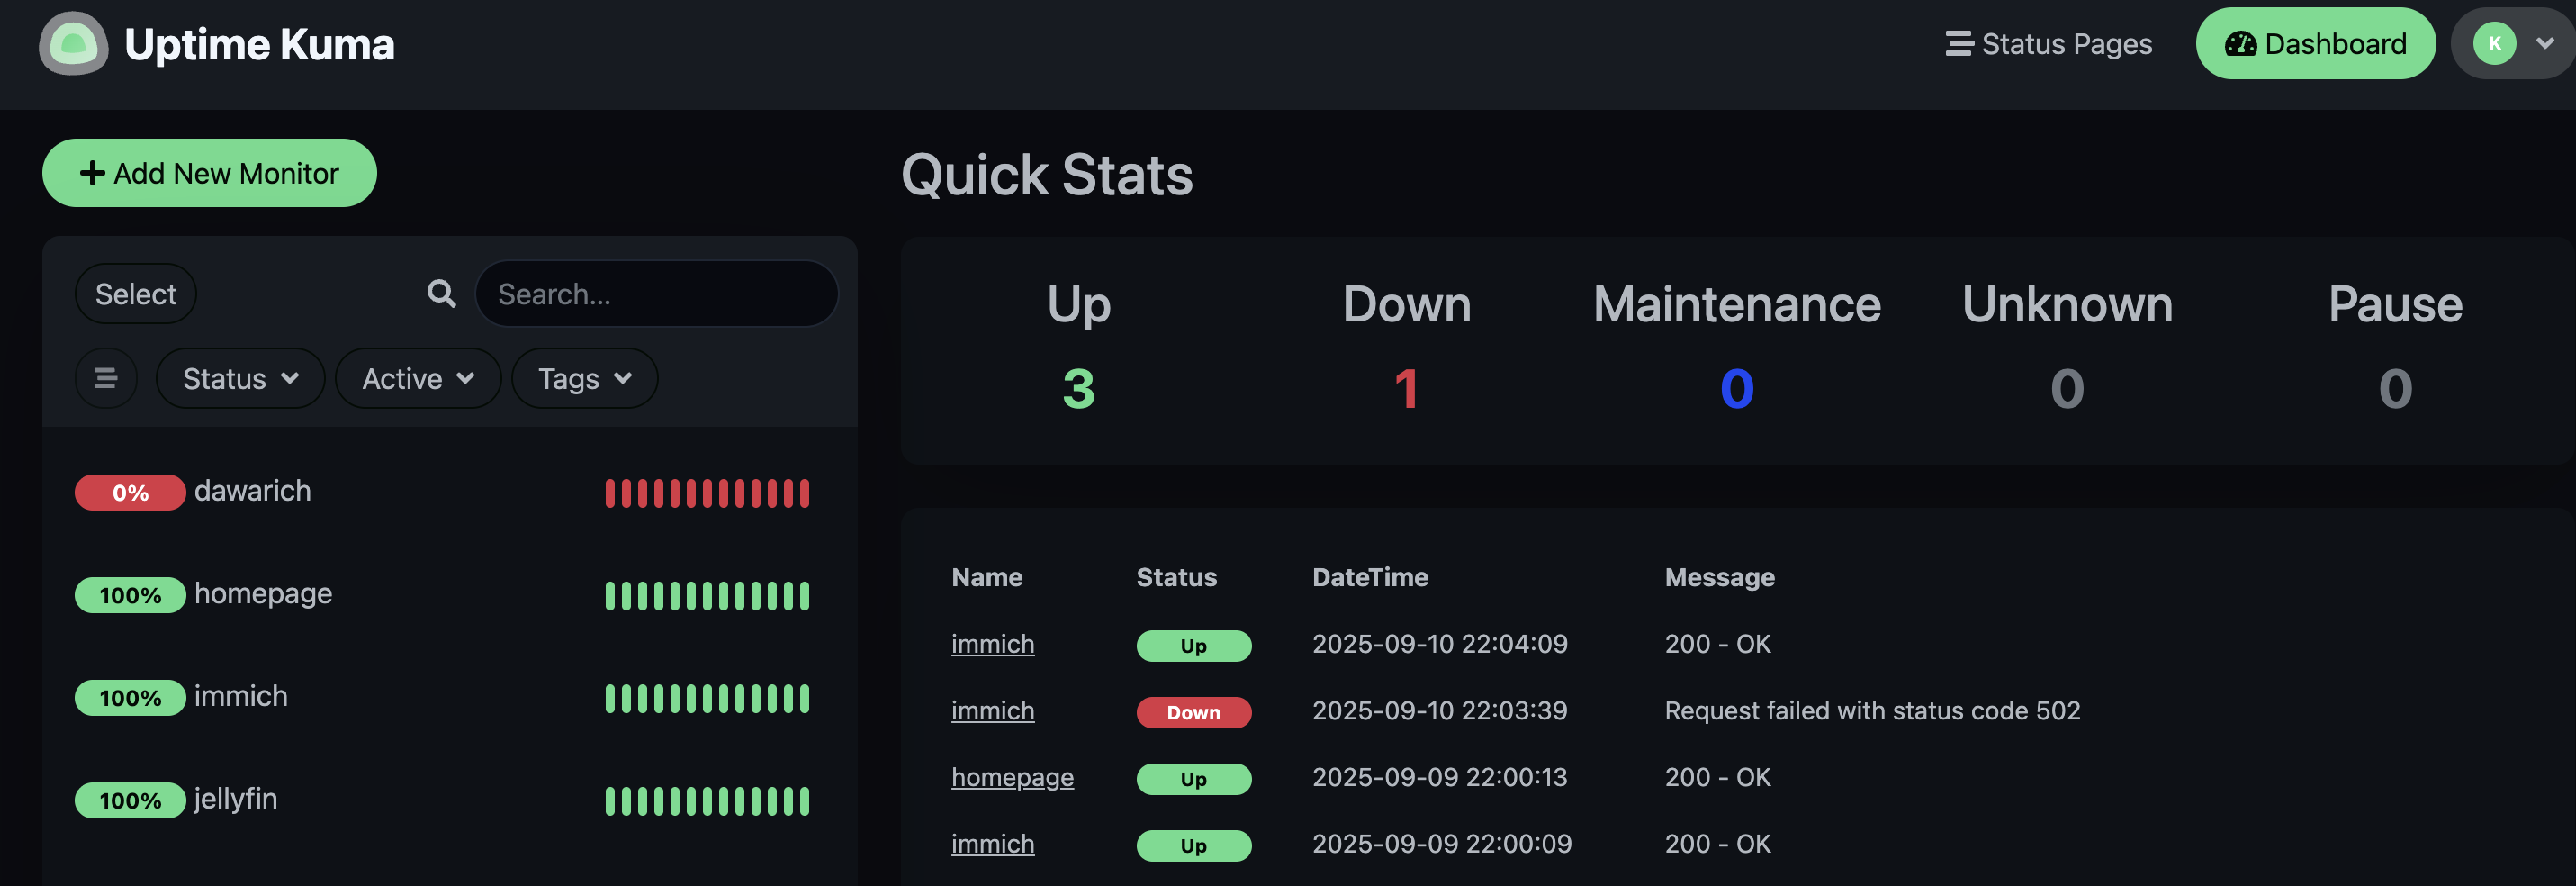 Uptime Kuma
Status Pages
Dashboard
K
Add New Monitor
Select
Search...
Status
Active
Tags
0% dawarich
100% homepage
100% immich
100% jellyfin
Quick Stats
Up Down Maintenance Unknown Pause
3 1 0 0 0
Name Status DateTime Message
immich Up 2025-09-10 22:04:09 200 - OK
immich Down 2025-09-10 22:03:39 Request failed with status code 502
homepage Up 2025-09-09 22:00:13 200 - OK
immich Up 2025-09-09 22:00:09 200 - OK